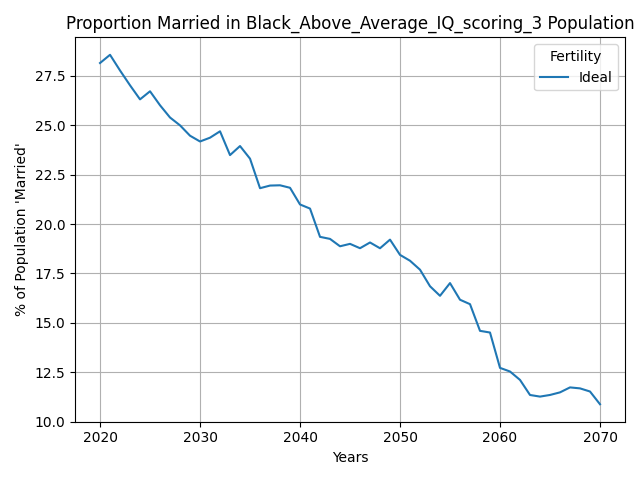 Proportion Married in Black_Above_Average_IQ_scoring_3 Population
Fertility
Ideal
% of Population 'Married'
27.5
25.0
22.5
20.0
17.5
15.0
12.5
10.0
2020 2030 2040 2050 2060 2070
Years